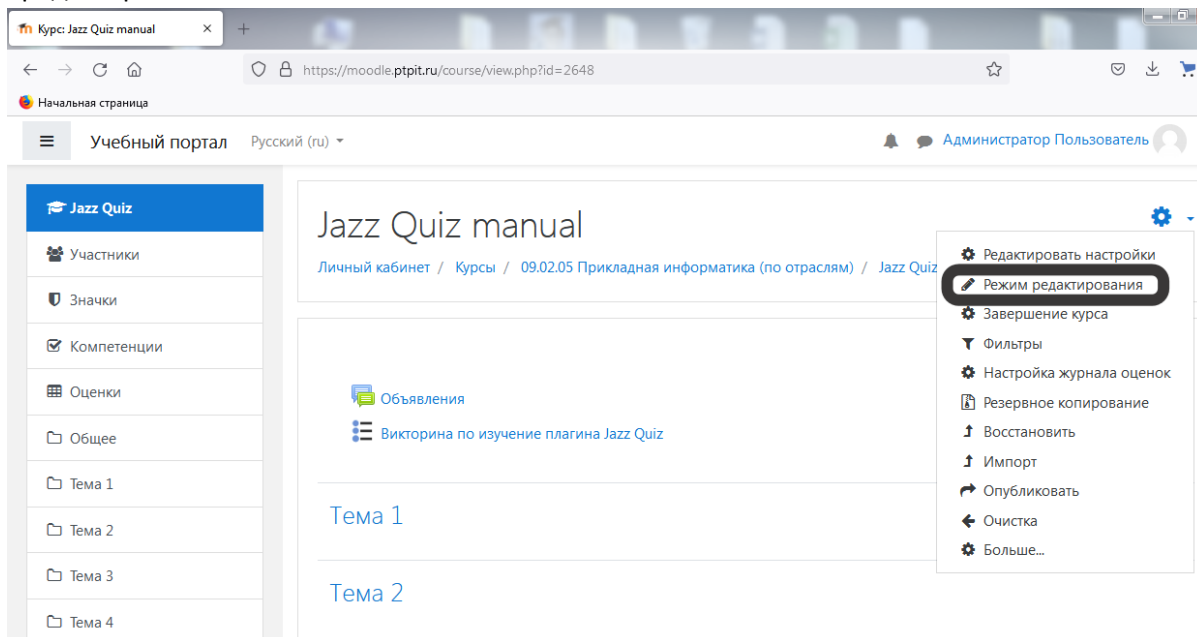 Курс: Jazz Quiz manual
https://moodle.ptpit.ru/course/view.php?id=2648
Начальная страница
Учебный портал Русский (ru) Администратор Пользователь
Jazz Quiz
Участники
Значки
Компетенции
Оценки
Общее
Тема 1
Тема 2
Тема 3
Тема 4
Jazz Quiz manual
Личный кабинет / Курсы / 09.02.05 Прикладная информатика (по отраслям) / Jazz Quiz
Объявления
Викторина по изучение плагина Jazz Quiz
Тема 1
Тема 2
Редактировать настройки
Режим редактирования
Завершение курса
Фильтры
Настройка журнала оценок
Резервное копирование
Восстановить
Импорт
Опубликовать
Очистка
Больше...